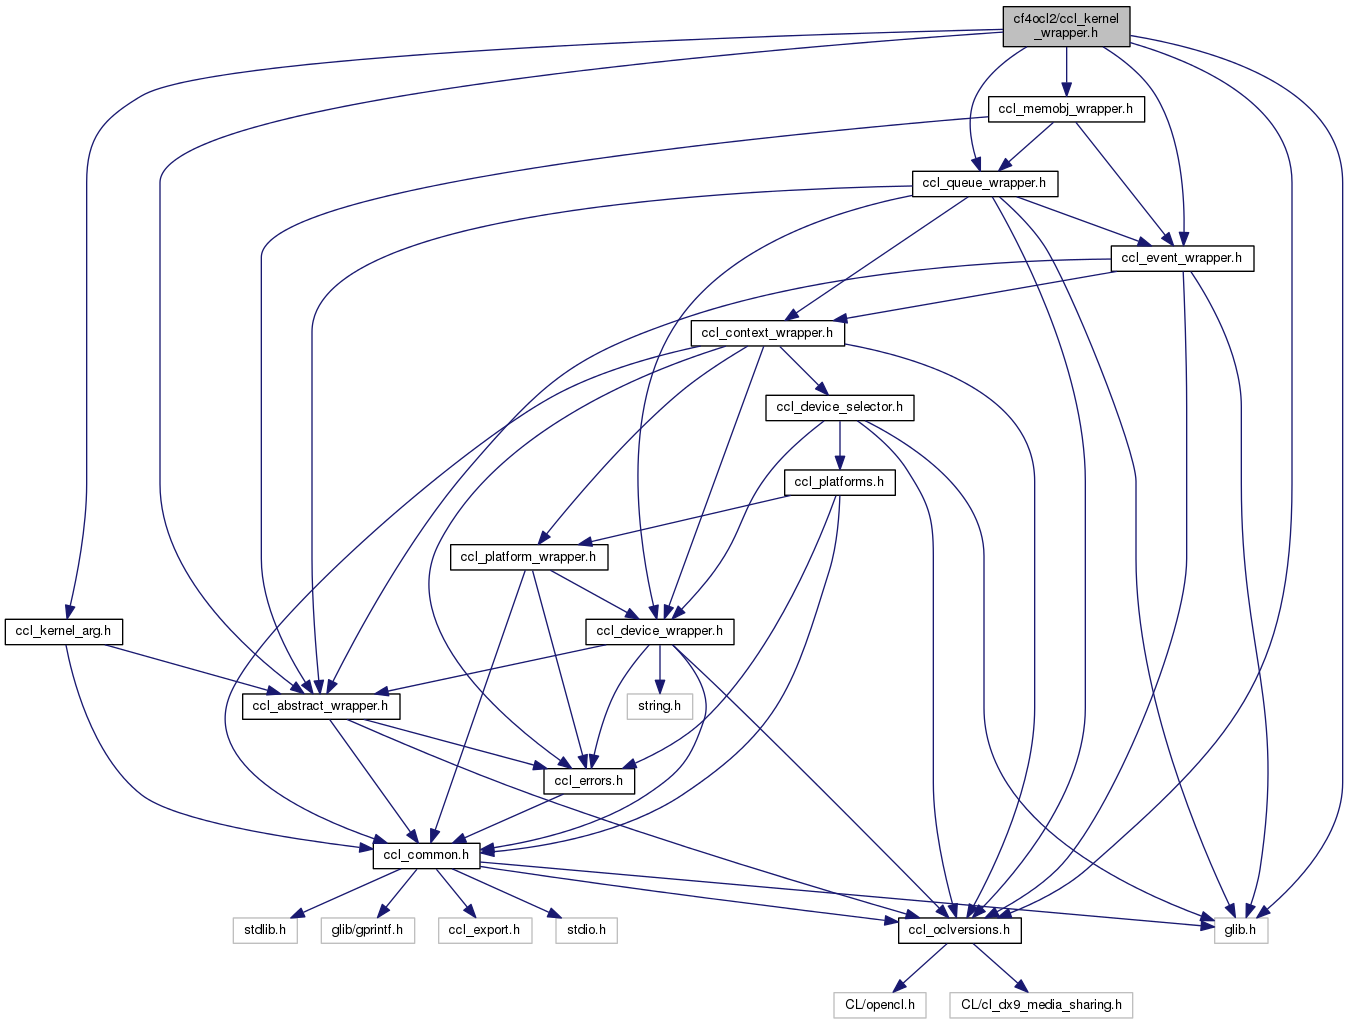 cf4ocl2/ccl_kernel
_wrapper.h
ccl_memobj_wrapper.h
ccl_queue_wrapper.h
ccl_event_wrapper.h
ccl_context_wrapper.h
ccl_device_selector.h
ccl_platforms.h
ccl_platform_wrapper.h
ccl_kernel_arg.h
ccl_device_wrapper.h
ccl_abstract_wrapper.h
string.h
ccl_errors.h
ccl_common.h
stdlib.h
glib/gprintf.h
ccl_export.h
stdio.h
ccl_oclversions.h
glib.h
CL/opencl.h
CL/cl_dx9_media_sharing.h